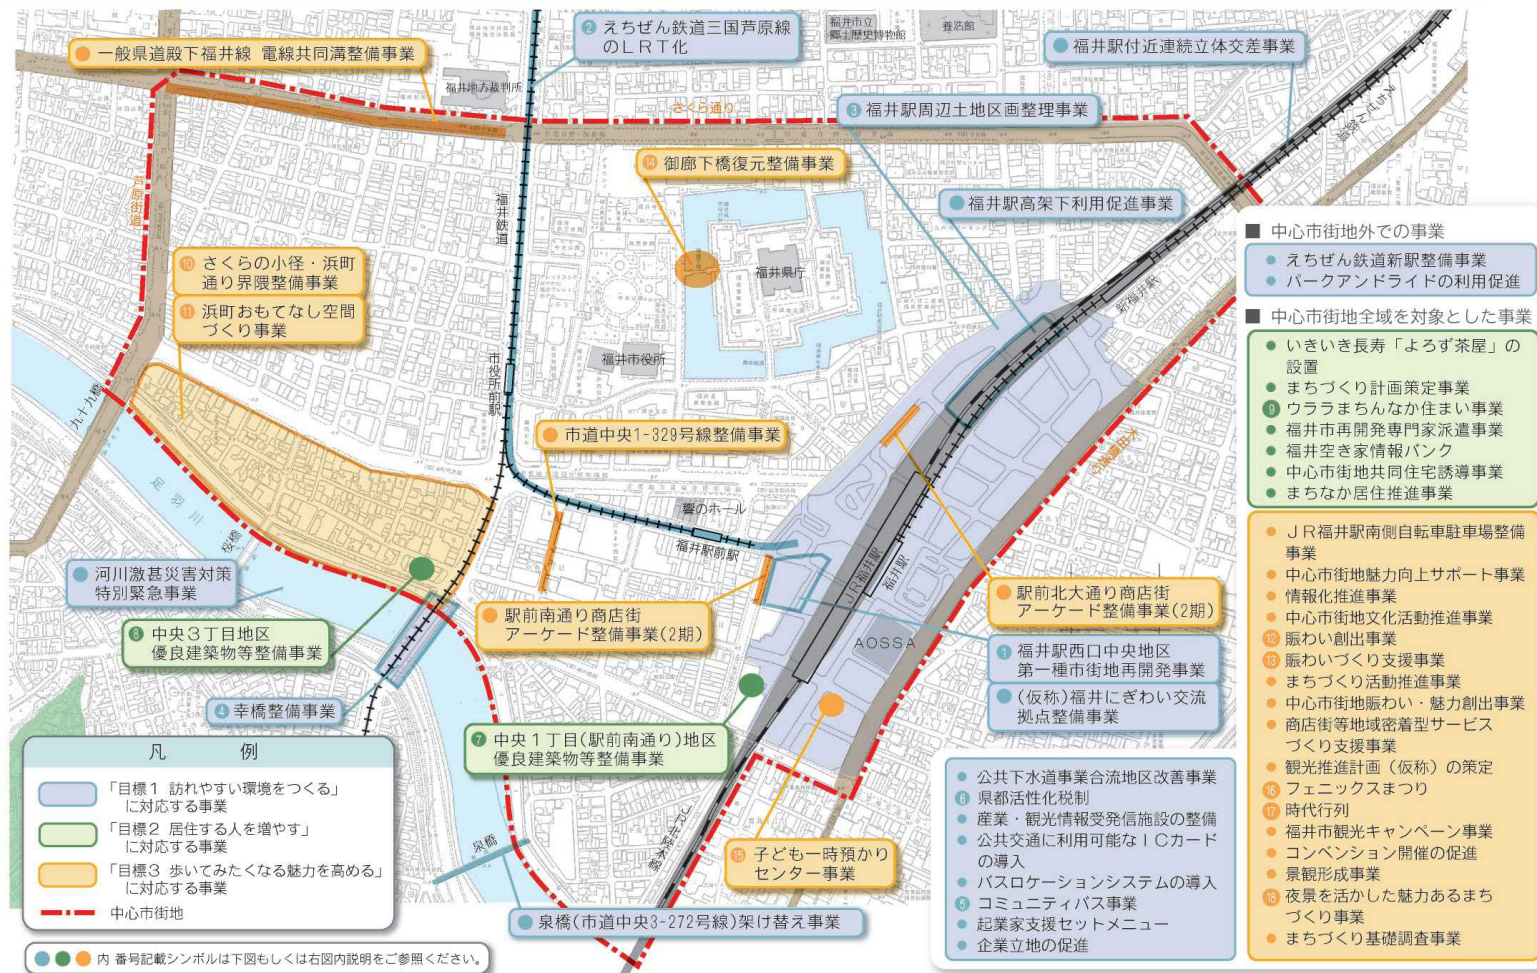 一般県道殿下福井線 電線共同溝整備事業
② えちぜん鉄道三国芦原線
のLRT化
福井市立
郷土歴史博物館
養浩館
福井駅付近連続立体交差事業
福井地方裁判所
さくら通り
③ 福井駅周辺土地区画整理事業
えちぜん鉄道
芦原街道
福井鉄道
⑭ 御廊下橋復元整備事業
福井駅高架下利用促進事業
福井県庁
新福井駅
⑩ さくらの小径・浜町
通り界隈整備事業
⑪ 浜町おもてなし空間
づくり事業
福井市役所
市役所前駅
九十九橋
市道中央1-329号線整備事業
響のホール
福井駅前駅
足羽川
桜橋
JR福井駅
福井駅
河川激甚災害対策
特別緊急事業
駅前南通り商店街
アーケード整備事業(2期)
駅前北大通り商店街
アーケード整備事業(2期)
AOSSA
⑧ 中央3丁目地区
優良建築物等整備事業
① 福井駅西口中央地区
第一種市街地再開発事業
(仮称)福井にぎわい交流
拠点整備事業
④ 幸橋整備事業
⑦ 中央1丁目(駅前南通り)地区
優良建築物等整備事業
JR北陸本線
泉橋
⑮ 子ども一時預かり
センター事業
泉橋(市道中央3-272号線)架け替え事業
凡 例
「目標1 訪れやすい環境をつくる」
に対応する事業
「目標2 居住する人を増やす」
に対応する事業
「目標3 歩いてみたくなる魅力を高める」
に対応する事業
中心市街地
内 番号記載シンボルは下図もしくは右図内説明をご参照ください。
公共下水道事業合流地区改善事業
⑥ 県都活性化税制
産業・観光情報受発信施設の整備
公共交通に利用可能なICカード
の導入
バスロケーションシステムの導入
⑤ コミュニティバス事業
起業家支援セットメニュー
企業立地の促進
■ 中心市街地外での事業
えちぜん鉄道新駅整備事業
パークアンドライドの利用促進
■ 中心市街地全域を対象とした事業
いきいき長寿「よろず茶屋」の
設置
まちづくり計画策定事業
⑨ ウララまちんなか住まい事業
福井市再開発専門家派遣事業
福井空き家情報バンク
中心市街地共同住宅誘導事業
まちなか居住推進事業
JR福井駅南側自転車駐車場整備
事業
中心市街地魅力向上サポート事業
情報化推進事業
中心市街地文化活動推進事業
⑫ 賑わい創出事業
⑬ 賑わいづくり支援事業
まちづくり活動推進事業
中心市街地賑わい・魅力創出事業
商店街等地域密着型サービス
づくり支援事業
観光推進計画(仮称)の策定
⑯ フェニックスまつり
⑰ 時代行列
福井市観光キャンペーン事業
コンベンション開催の促進
景観形成事業
⑱ 夜景を活かした魅力あるまち
づくり事業
まちづくり基礎調査事業